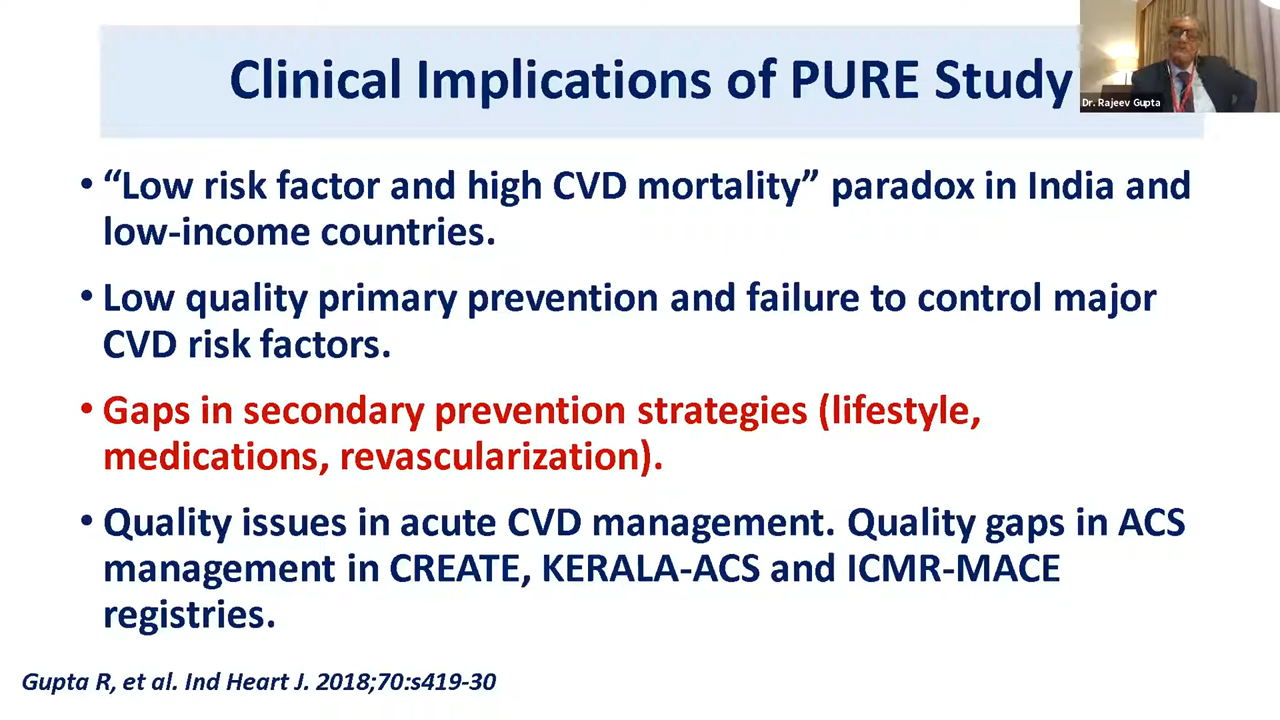 Clinical Implications of PURE Study
Dr. Rajeev Gupta
• “Low risk factor and high CVD mortality” paradox in India and
low-income countries.
• Low quality primary prevention and failure to control major
CVD risk factors.
• Gaps in secondary prevention strategies (lifestyle,
medications, revascularization).
• Quality issues in acute CVD management. Quality gaps in ACS
management in CREATE, KERALA-ACS and ICMR-MACE
registries.
Gupta R, et al. Ind Heart J. 2018;70:s419-30